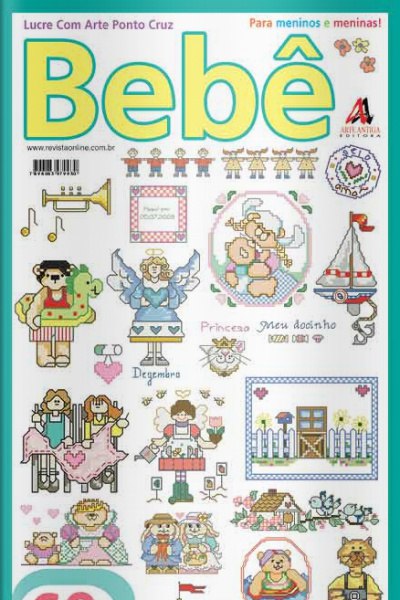 Lucre Com Arte Ponto Cruz
Para meninos e meninas!
Bebê
ARTE ANTIGA
EDITORA
www.revistaonline.com.br
Princesa
Meu docinho
Dezembro